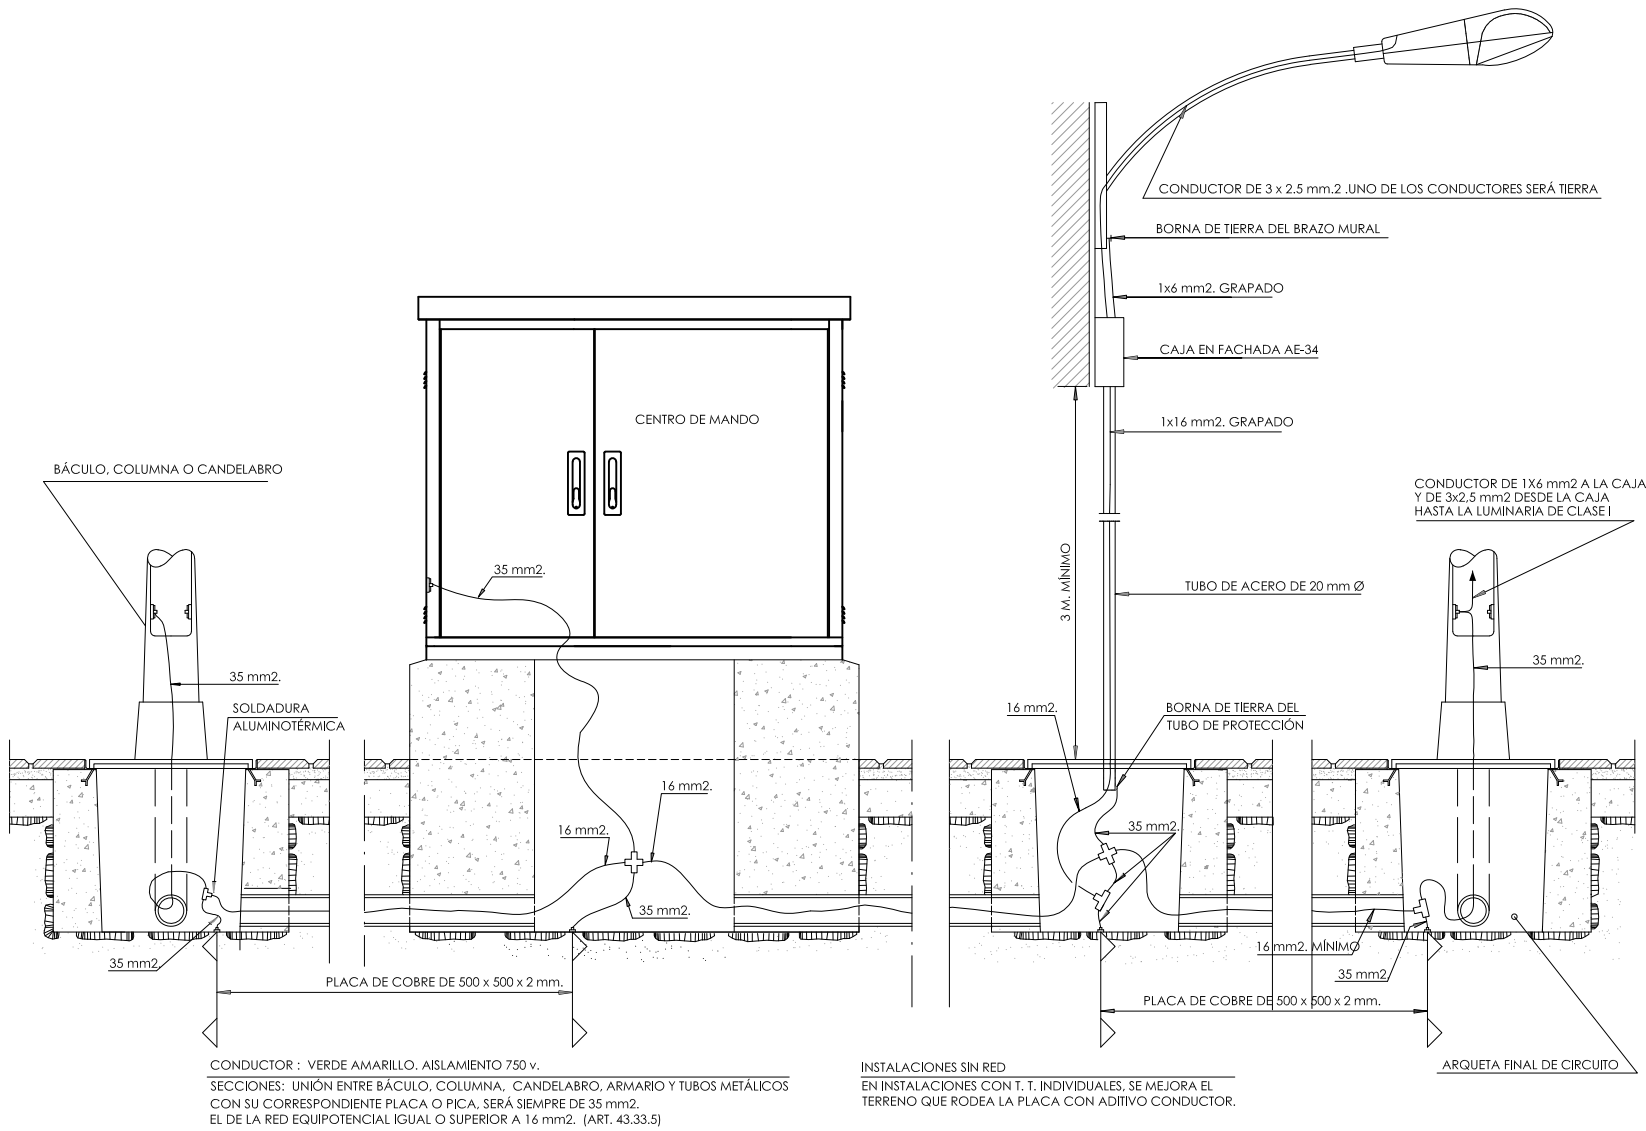 CONDUCTOR DE 3 x 2.5 mm.2 .UNO DE LOS CONDUCTORES SERÁ TIERRA
BORNA DE TIERRA DEL BRAZO MURAL
1x6 mm2. GRAPADO
CAJA EN FACHADA AE-34
CENTRO DE MANDO
1x16 mm2. GRAPADO
BÁCULO, COLUMNA O CANDELABRO
CONDUCTOR DE 1X6 mm2 A LA CAJA
Y DE 3x2,5 mm2 DESDE LA CAJA
HASTA LA LUMINARIA DE CLASE I
35 mm2.
3 M. MÍNIMO
TUBO DE ACERO DE 20 mm Ø
35 mm2.
35 mm2.
SOLDADURA
ALUMINOTÉRMICA
16 mm2.
BORNA DE TIERRA DEL
TUBO DE PROTECCIÓN
16 mm2.
16 mm2.
35 mm2.
35 mm2.
35 mm2.
16 mm2. MÍNIMO
35 mm2.
PLACA DE COBRE DE 500 x 500 x 2 mm.
PLACA DE COBRE DE 500 x 500 x 2 mm.
CONDUCTOR : VERDE AMARILLO. AISLAMIENTO 750 v.
SECCIONES: UNIÓN ENTRE BÁCULO, COLUMNA, CANDELABRO, ARMARIO Y TUBOS METÁLICOS
CON SU CORRESPONDIENTE PLACA O PICA, SERÁ SIEMPRE DE 35 mm2.
EL DE LA RED EQUIPOTENCIAL IGUAL O SUPERIOR A 16 mm2. (ART. 43.33.5)
INSTALACIONES SIN RED
EN INSTALACIONES CON T. T. INDIVIDUALES, SE MEJORA EL
TERRENO QUE RODEA LA PLACA CON ADITIVO CONDUCTOR.
ARQUETA FINAL DE CIRCUITO